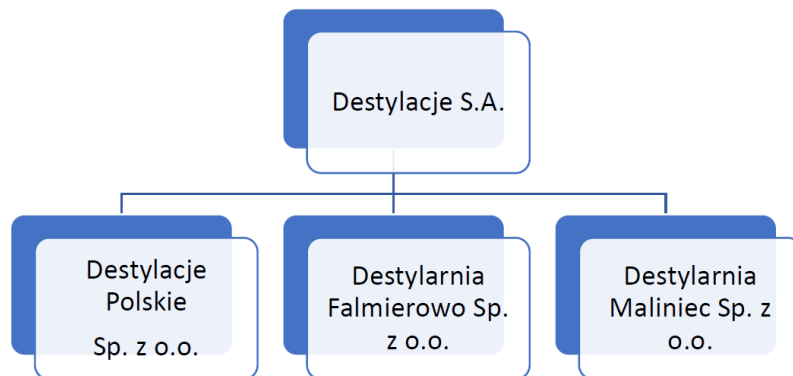 Destylacje S.A.
Destylacje
Polskie
Sp. z o.o.
Destylarnia
Falmierowo Sp.
z o.o.
Destylarnia
Maliniec Sp. z
o.o.